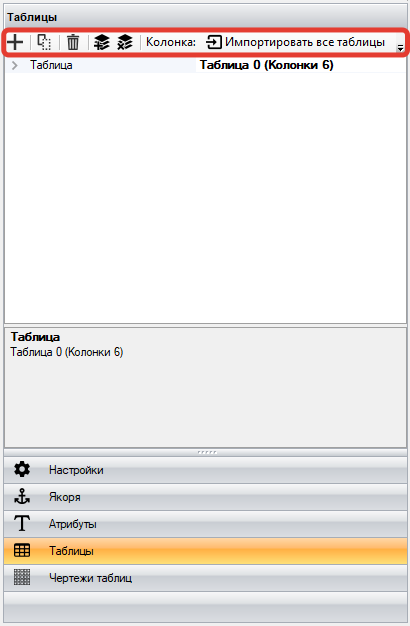 Таблицы
Колонка: Импортировать все таблицы
Таблица Таблица 0 (Колонки 6)
Таблица
Таблица 0 (Колонки 6)
Настройки
Якоря
Атрибуты
Таблицы
Чертежи таблиц